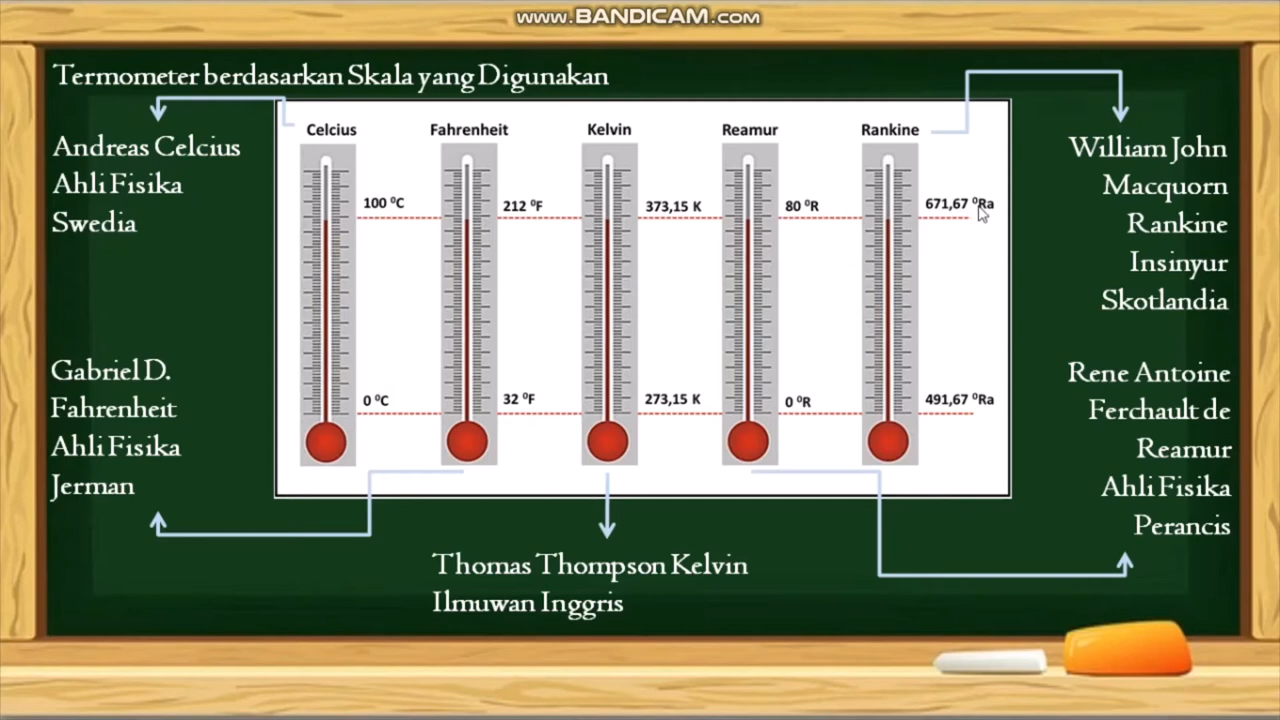 www.BANDICAM.com
Termometer berdasarkan Skala yang Digunakan
Andreas Celcius
Ahli Fisika
Swedia
Gabriel D.
Fahrenheit
Ahli Fisika
Jerman
Celcius
Fahrenheit
Kelvin
Reamur
Rankine
100 ⁰C
212 ⁰F
373,15 K
80 ⁰R
671,67 ⁰Ra
0 ⁰C
32 ⁰F
273,15 K
0 ⁰R
491,67 ⁰Ra
Thomas Thompson Kelvin
Ilmuwan Inggris
William John
Macquorn
Rankine
Insinyur
Skotlandia
Rene Antoine
Ferchault de
Reamur
Ahli Fisika
Perancis